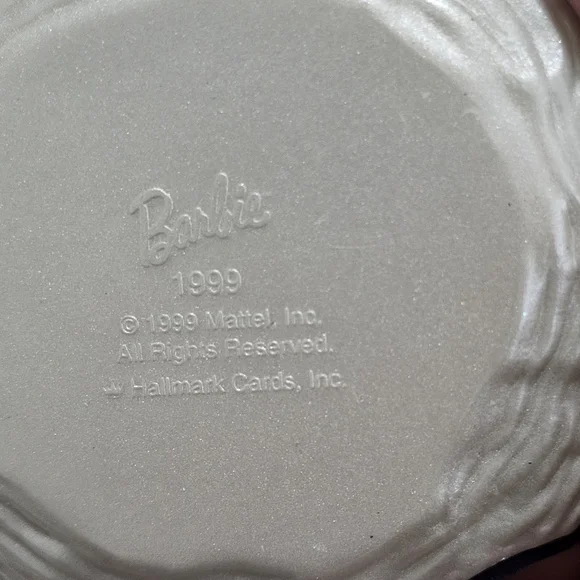 Barbie
1999
© 1999 Mattel, Inc.
All Rights Reserved.
Hallmark Cards, Inc.